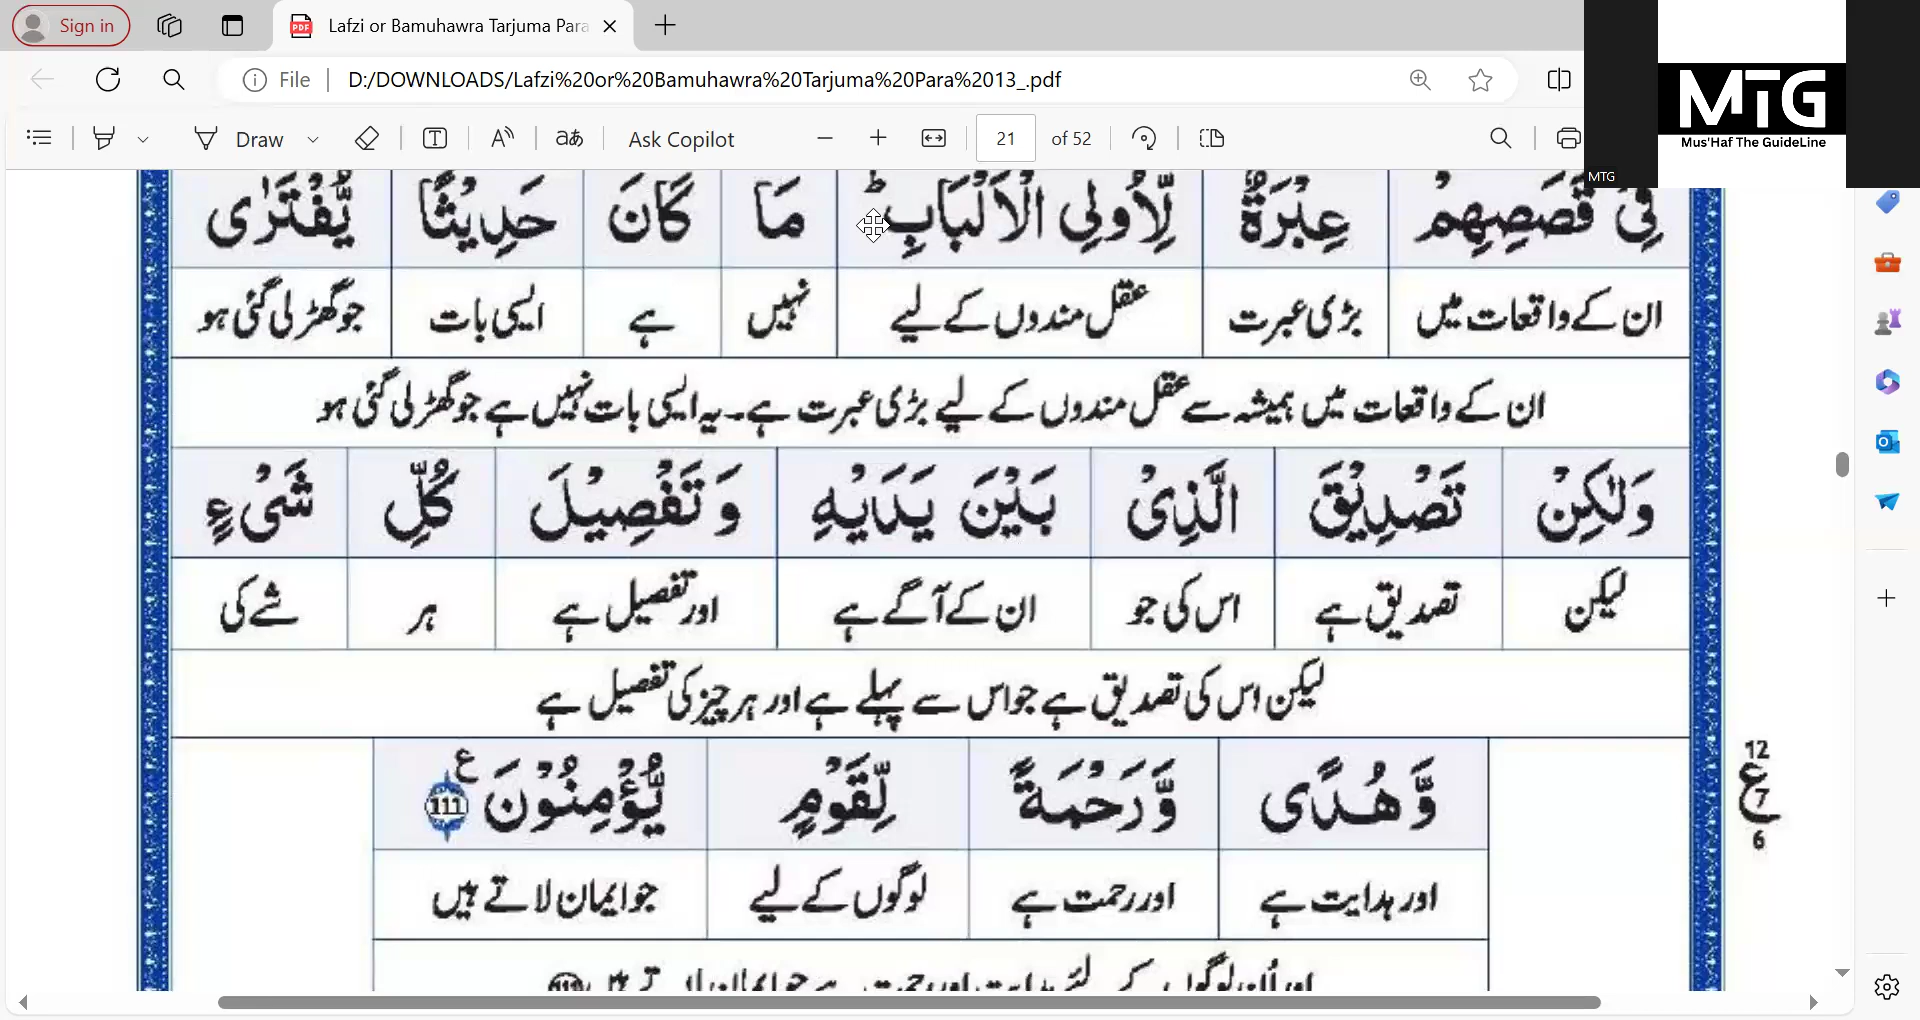 Sign in
Lafzi or Bamuhawra Tarjuma Para
File
D:/DOWNLOADS/Lafzi%20or%20Bamuhawra%20Tarjuma%20Para%2013_.pdf
Draw
Ask Copilot
21 of 52
MTG
Mus'Haf The GuideLine
MTG
فِیْ قَصَصِهِمْ عِبْرَةٌ لِّاُولِی الْاَلْبَابِ ؕ مَا كَانَ حَدِیْثًا یُّفْتَرٰی
ان کے واقعات میں بڑی عبرت عقل مندوں کے لیے نہیں ہے ایسی بات جو گھڑ لی گئی ہو
ان کے واقعات میں ہمیشہ سے عقل مندوں کے لیے بڑی عبرت ہے۔ یہ ایسی بات نہیں ہے جو گھڑ لی گئی ہو
وَلٰكِنْ تَصْدِیْقَ الَّذِیْ بَیْنَ یَدَیْهِ وَ تَفْصِیْلَ كُلِّ شَیْءٍ
لیکن تصدیق ہے اس کی جو ان کے آگے ہے اور تفصیل ہے ہر شے کی
لیکن اس کی تصدیق ہے جو اس سے پہلے ہے اور ہر چیز کی تفصیل ہے
وَّ هُدًی وَّ رَحْمَةً لِّقَوْمٍ یُّؤْمِنُوْنَ ع 111
12
ع
7
6
اور ہدایت ہے اور رحمت ہے لوگوں کے لیے جو ایمان لاتے ہیں